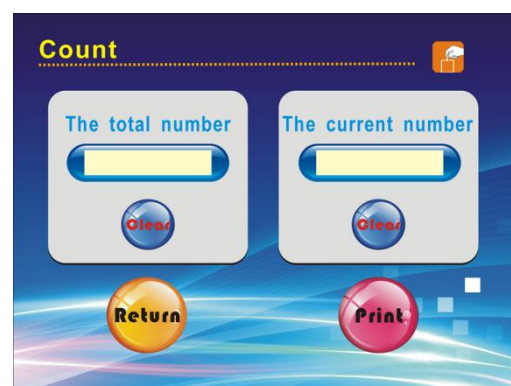 Count
The total number
The current number
Clear
Clear
Return
Print